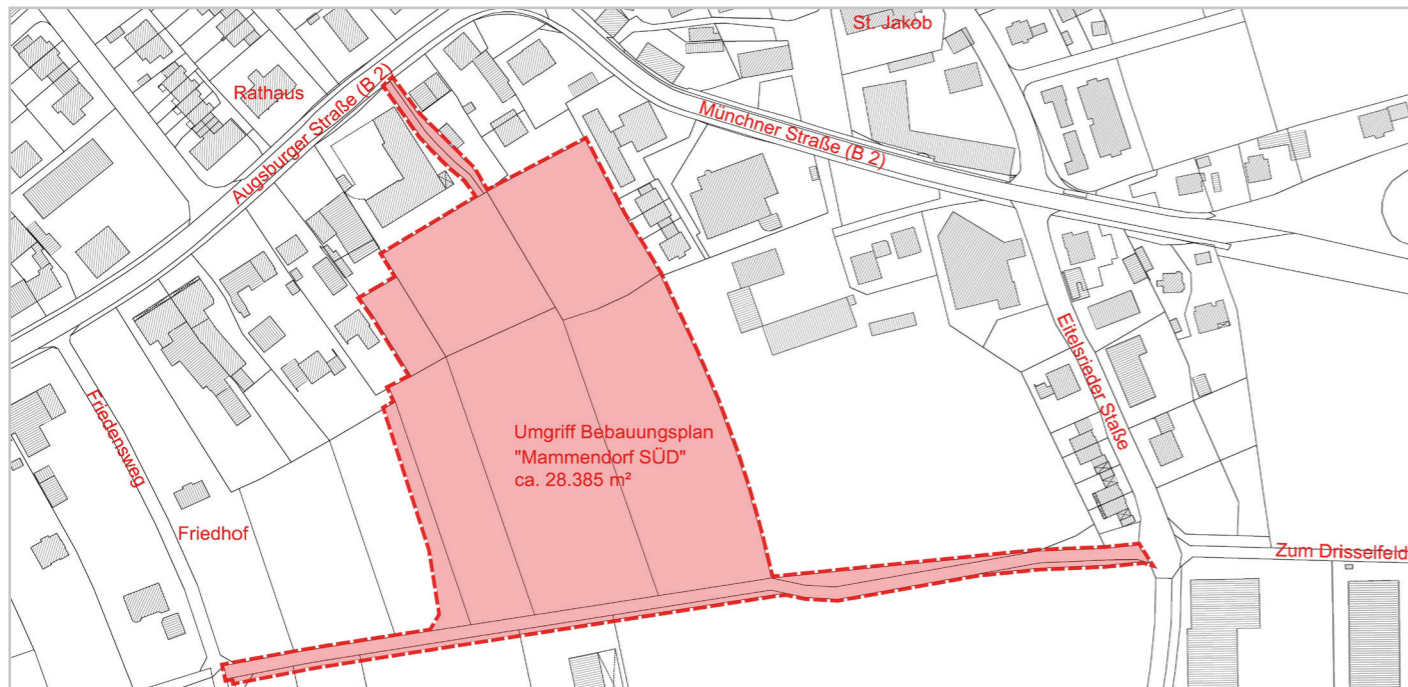 St. Jakob
Rathaus
Augsburger Straße (B 2)
Münchner Straße (B 2)
Eitelsrieder Staße
Umgriff Bebauungsplan
"Mammendorf SÜD"
ca. 28.385 m²
Friedensweg
Friedhof
Zum Drisselfeld